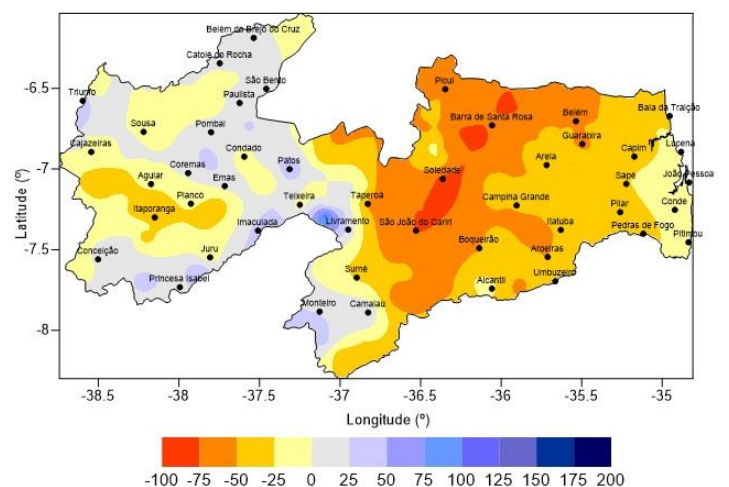 Belém do Brejo do Cruz
Catolé do Rocha
São Bento
Picuí
-6.5
Triunfo
Paulista
Baia da Traição
Sousa
Pombal
Barra de Santa Rosa
Belém
Guarabira
Cajazeiras
Condado
Capim
Lucena
-7
Coremas
Patos
Areia
Aguiar
Emas
Soledade
Sapé
João Pessoa
Piancó
Teixeira
Taperoa
Campina Grande
Itaporanga
Pilar
Conde
Imaculada
Livramento
São João do Cariri
Itatuba
Pedras de Fogo
Pitimbu
-7.5
Conceição
Juru
Boqueirão
Aroeiras
Princesa Isabel
Sumé
Alcantil
Umbuzeiro
Monteiro
Camalaú
-8
Latitude (º)
-38.5 -38 -37.5 -37 -36.5 -36 -35.5 -35
Longitude (º)
-100 -75 -50 -25 0 25 50 75 100 125 150 175 200